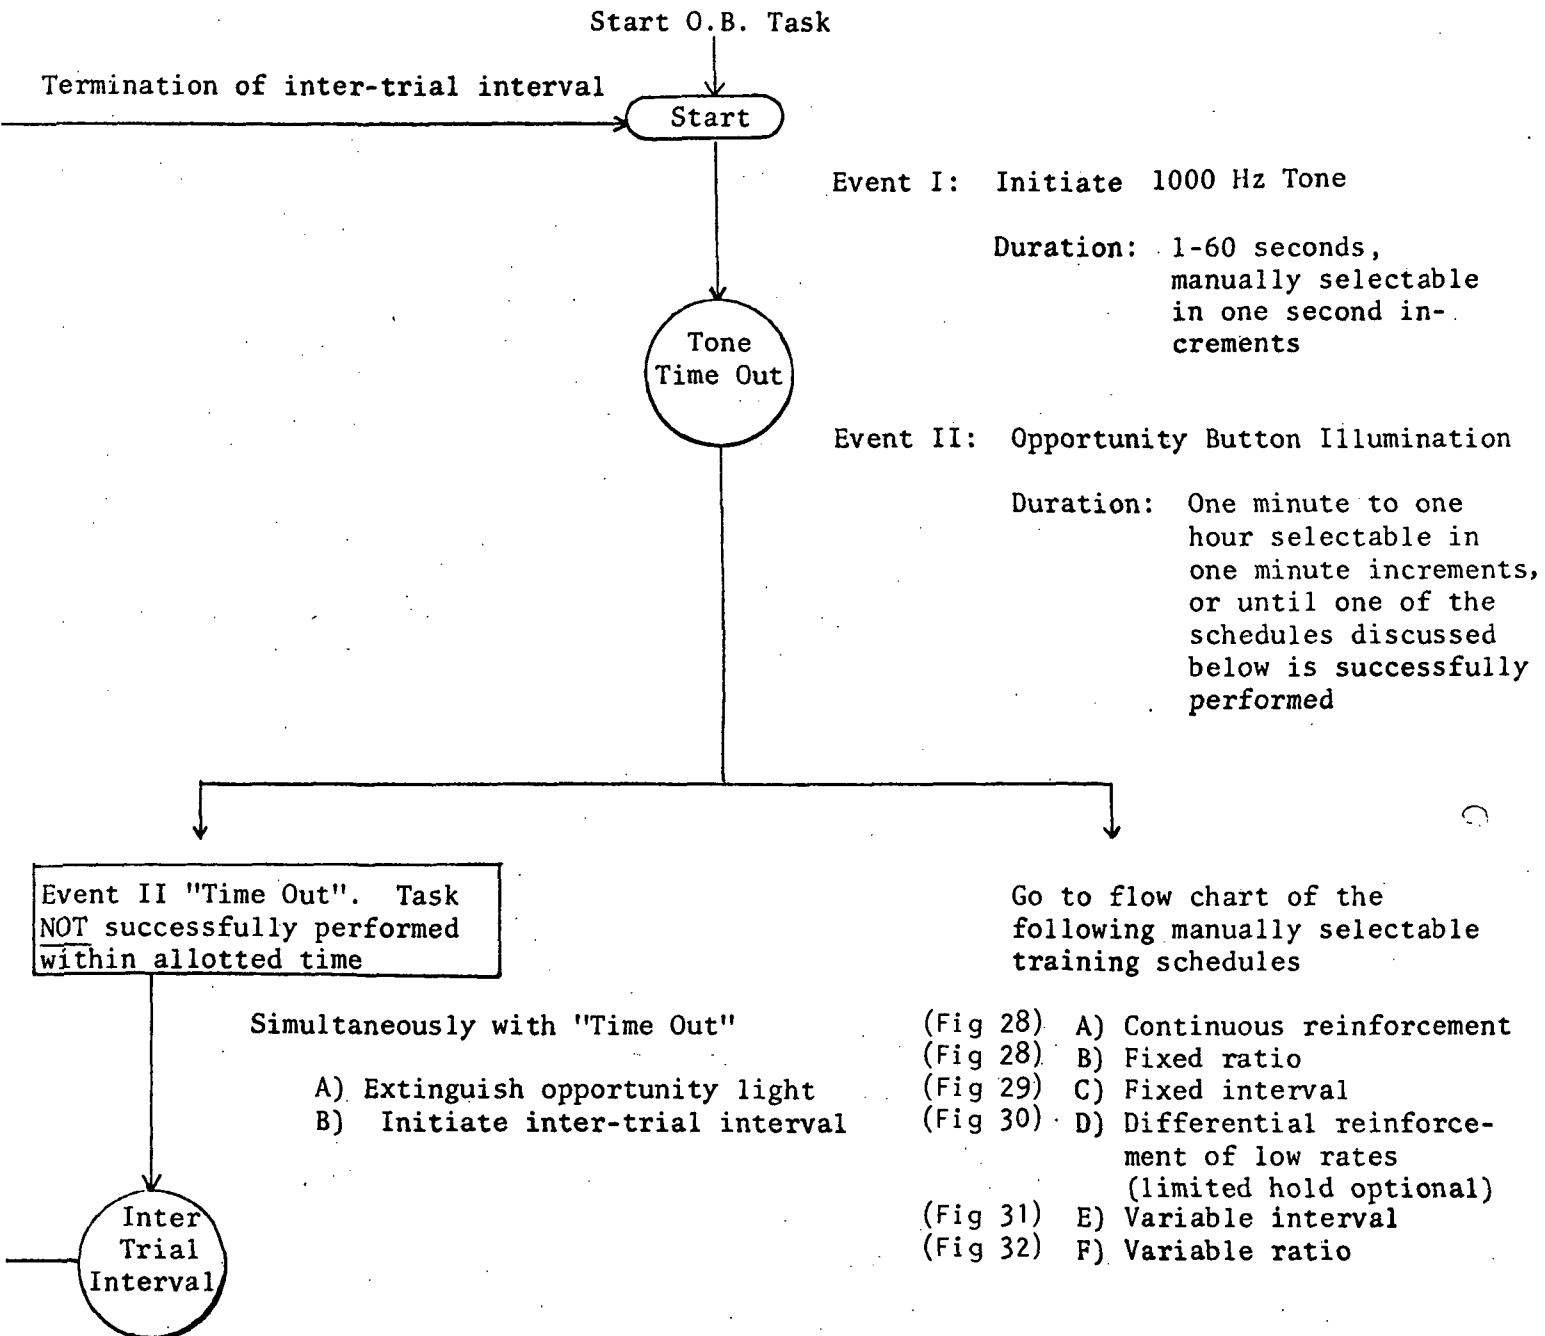 Start O.B. Task
Termination of inter-trial interval
Start
Event I: Initiate 1000 Hz Tone
Duration: 1-60 seconds,
manually selectable
in one second in-
crements
Tone
Time Out
Event II: Opportunity Button Illumination
Duration: One minute to one
hour selectable in
one minute increments,
or until one of the
schedules discussed
below is successfully
performed
Event II "Time Out". Task
NOT successfully performed
within allotted time
Simultaneously with "Time Out"
A) Extinguish opportunity light
B) Initiate inter-trial interval
Inter
Trial
Interval
Go to flow chart of the
following manually selectable
training schedules
(Fig 28) A) Continuous reinforcement
(Fig 28) B) Fixed ratio
(Fig 29) C) Fixed interval
(Fig 30) D) Differential reinforce-
ment of low rates
(limited hold optional)
(Fig 31) E) Variable interval
(Fig 32) F) Variable ratio